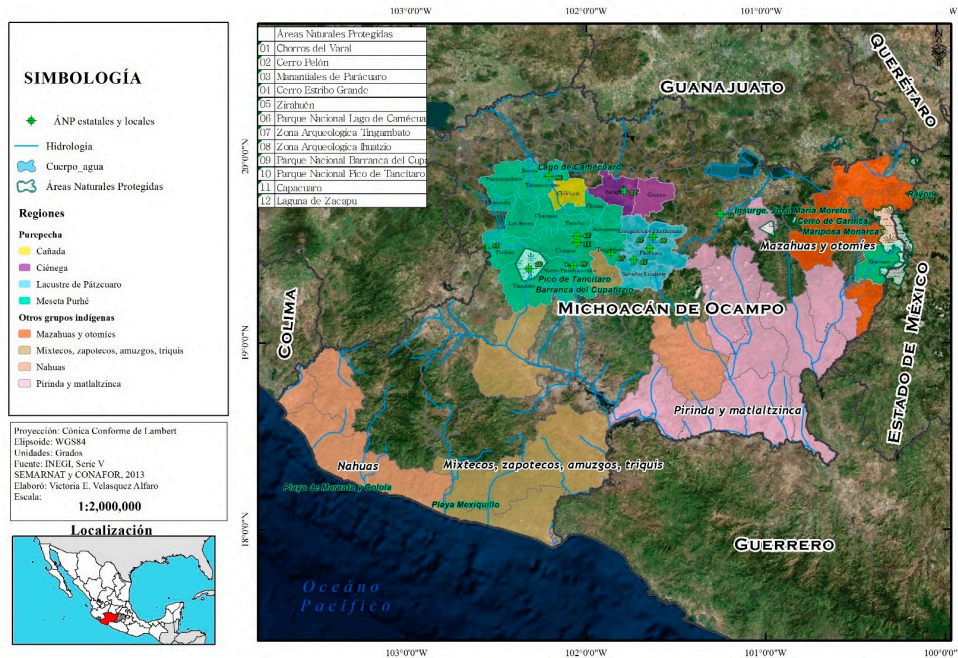 SIMBOLOGÍA
ÁNP estatales y locales
Hidrología
Cuerpo_agua
Áreas Naturales Protegidas
Regiones
Purepecha
Cañada
Ciénega
Lacustre de Pátzcuaro
Meseta Purhé
Otros grupos indígenas
Mazahuas y otomies
Mixtecos, zapotecos, amuzgos, triquis
Nahuas
Pirinda y matlaltzinca
Proyección: Cónica Conforme de Lambert
Elipsoide: WGS84
Unidades: Grados
Fuente: INEGI, Serie V
SEMARNAT y CONAFOR, 2013
Elaboró: Victoria E. Velasquez Alfaro
Escala:
1:2,000,000
Localización
103°0'0"W
102°0'0"W
101°0'0"W
W
Áreas Naturales Protegidas
01 Chorros del Varal
02 Cerro Pelón
03 Manantiales de Parácuaro
04 Cerro Estribo Grande
05 Zirahuén
06 Parque Nacional Lago de Camécua
07 Zona Arqueologica Tingambato
08 Zona Arqueologica Ihuatzio
09 Parque Nacional Barranca del Cupa
10 Parque Nacional Pico de Tancítaro
11 Capacuaro
12 Laguna de Zacapu
QUERÉTARO
GUANAJUATO
20°0'0"N
Lago de Camécuaro
Rayon
Insurge. José María Morelos
Cerro de Garnica
Mariposa Monarca
Mazahuas y otomíes
Pico de Tancítaro
Barranca del Cupatitzio
MICHOACÁN DE OCAMPO
COLIMA
19°0'0"N
ESTADO DE MÉXICO
Pirinda y matlaltzinca
Nahuas
Mixtecos, zapotecos, amuzgos, triquis
Playa de Maruata y Colola
Playa Mexiquillo
18°0'0"N
GUERRERO
Oceáno
Pacífico
103°0'0"W
102°0'0"W
101°0'0"W
100°0'0"W